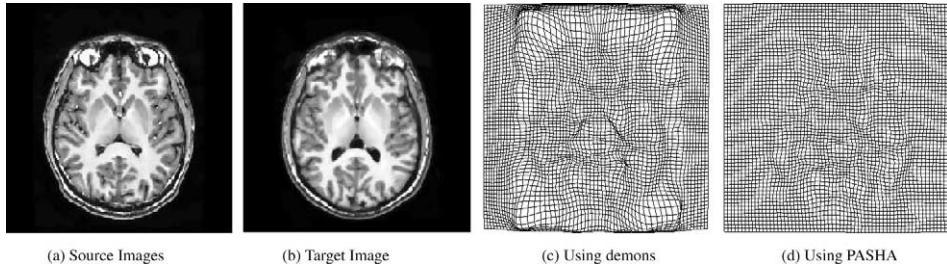 (a) Source Images
(b) Target Image
(c) Using demons
(d) Using PASHA